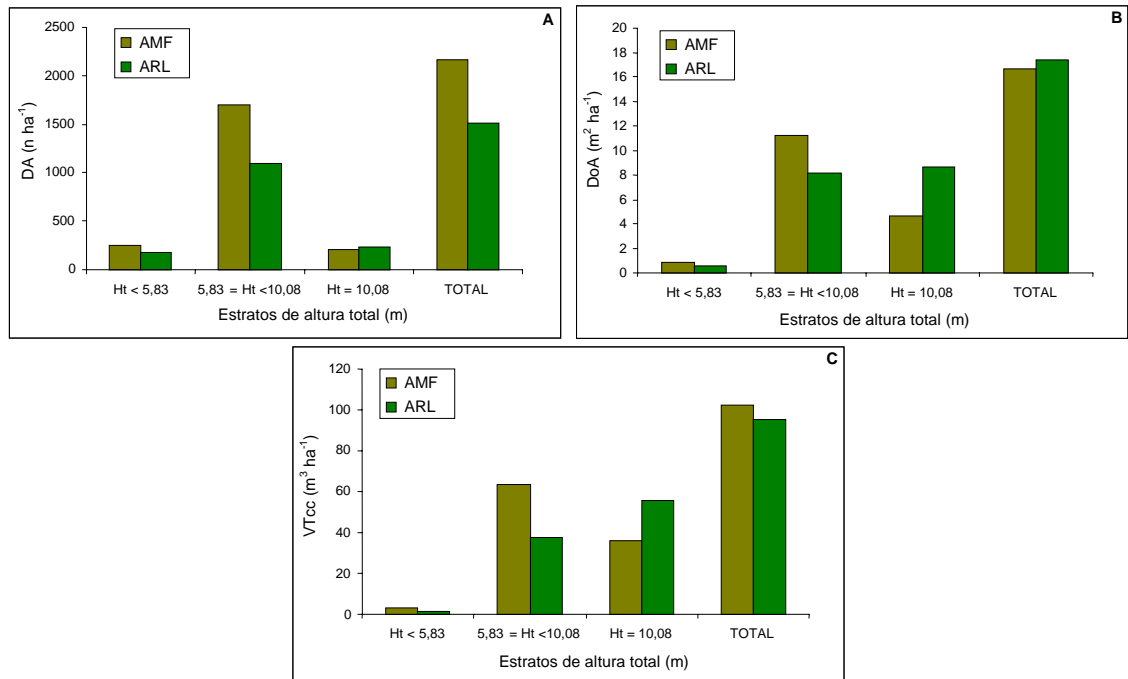 A
DA (n ha⁻¹)
2500
2000
1500
1000
500
0
AMF
ARL
Ht < 5,83
5,83 = Ht <10,08
Ht = 10,08
TOTAL
Estratos de altura total (m)
B
DoA (m² ha⁻¹)
20
18
16
14
12
10
8
6
4
2
0
AMF
ARL
Ht < 5,83
5,83 = Ht <10,08
Ht = 10,08
TOTAL
Estratos de altura total (m)
C
VTcc (m³ ha⁻¹)
120
100
80
60
40
20
0
AMF
ARL
Ht < 5,83
5,83 = Ht <10,08
Ht = 10,08
TOTAL
Estratos de altura total (m)